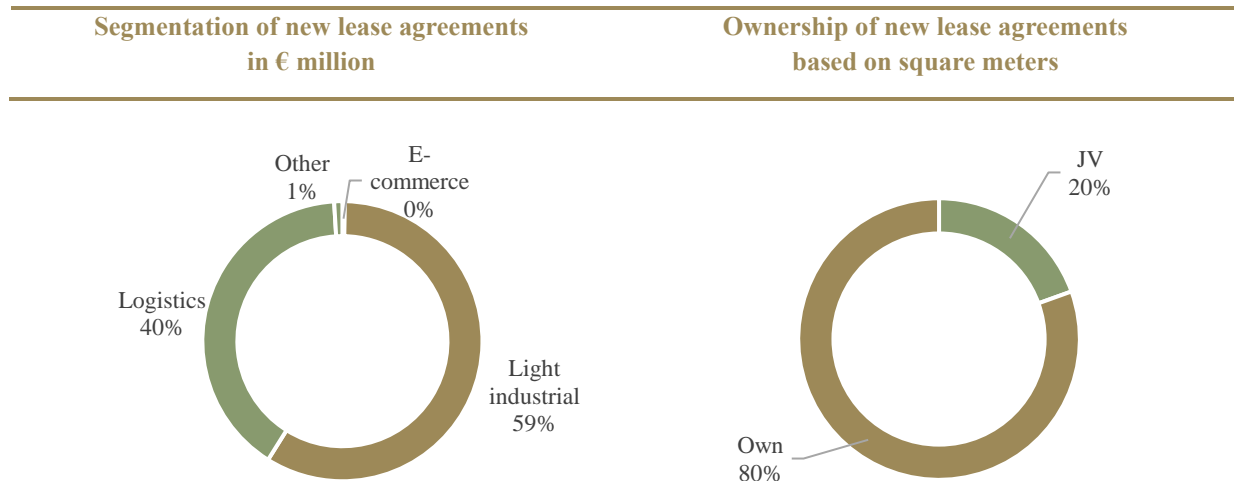 Segmentation of new lease agreements
in € million
Ownership of new lease agreements
based on square meters
Other
1%
E-
commerce
0%
Logistics
40%
Light
industrial
59%
JV
20%
Own
80%